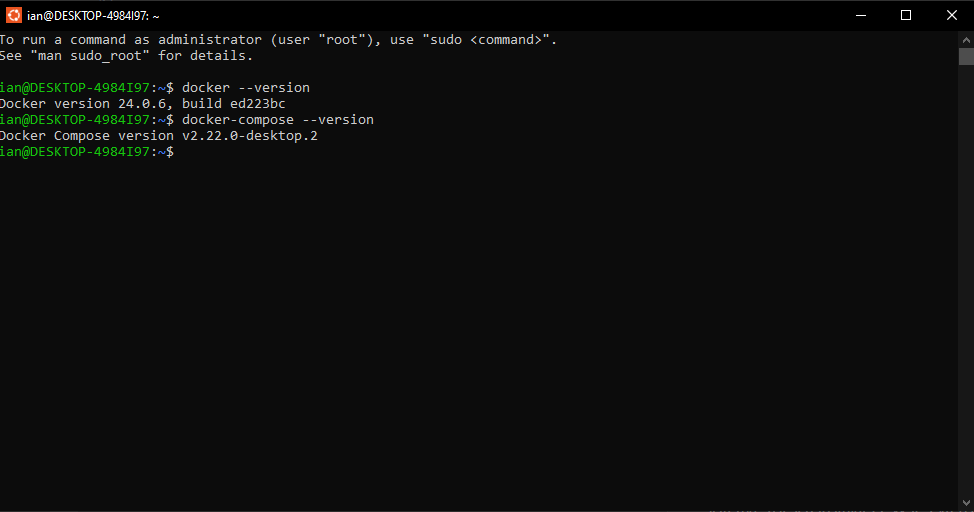 ian@DESKTOP-4984I97: ~
To run a command as administrator (user "root"), use "sudo <command>".
See "man sudo_root" for details.
ian@DESKTOP-4984I97:~$ docker --version
Docker version 24.0.6, build ed223bc
ian@DESKTOP-4984I97:~$ docker-compose --version
Docker Compose version v2.22.0-desktop.2
ian@DESKTOP-4984I97:~$